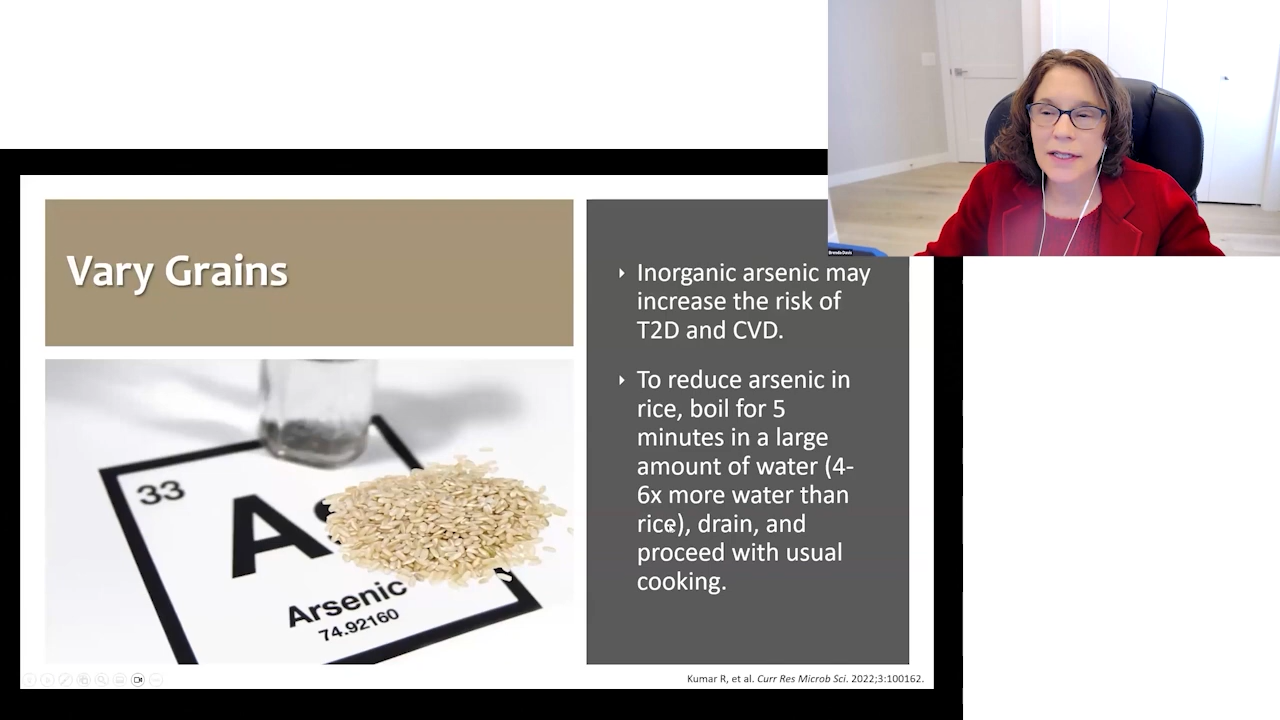 Brenda Davis
Vary Grains
33
As
Arsenic
74.92160
Inorganic arsenic may
increase the risk of
T2D and CVD.
To reduce arsenic in
rice, boil for 5
minutes in a large
amount of water (4-
6x more water than
rice), drain, and
proceed with usual
cooking.
Kumar R, et al. Curr Res Microb Sci. 2022;3:100162.